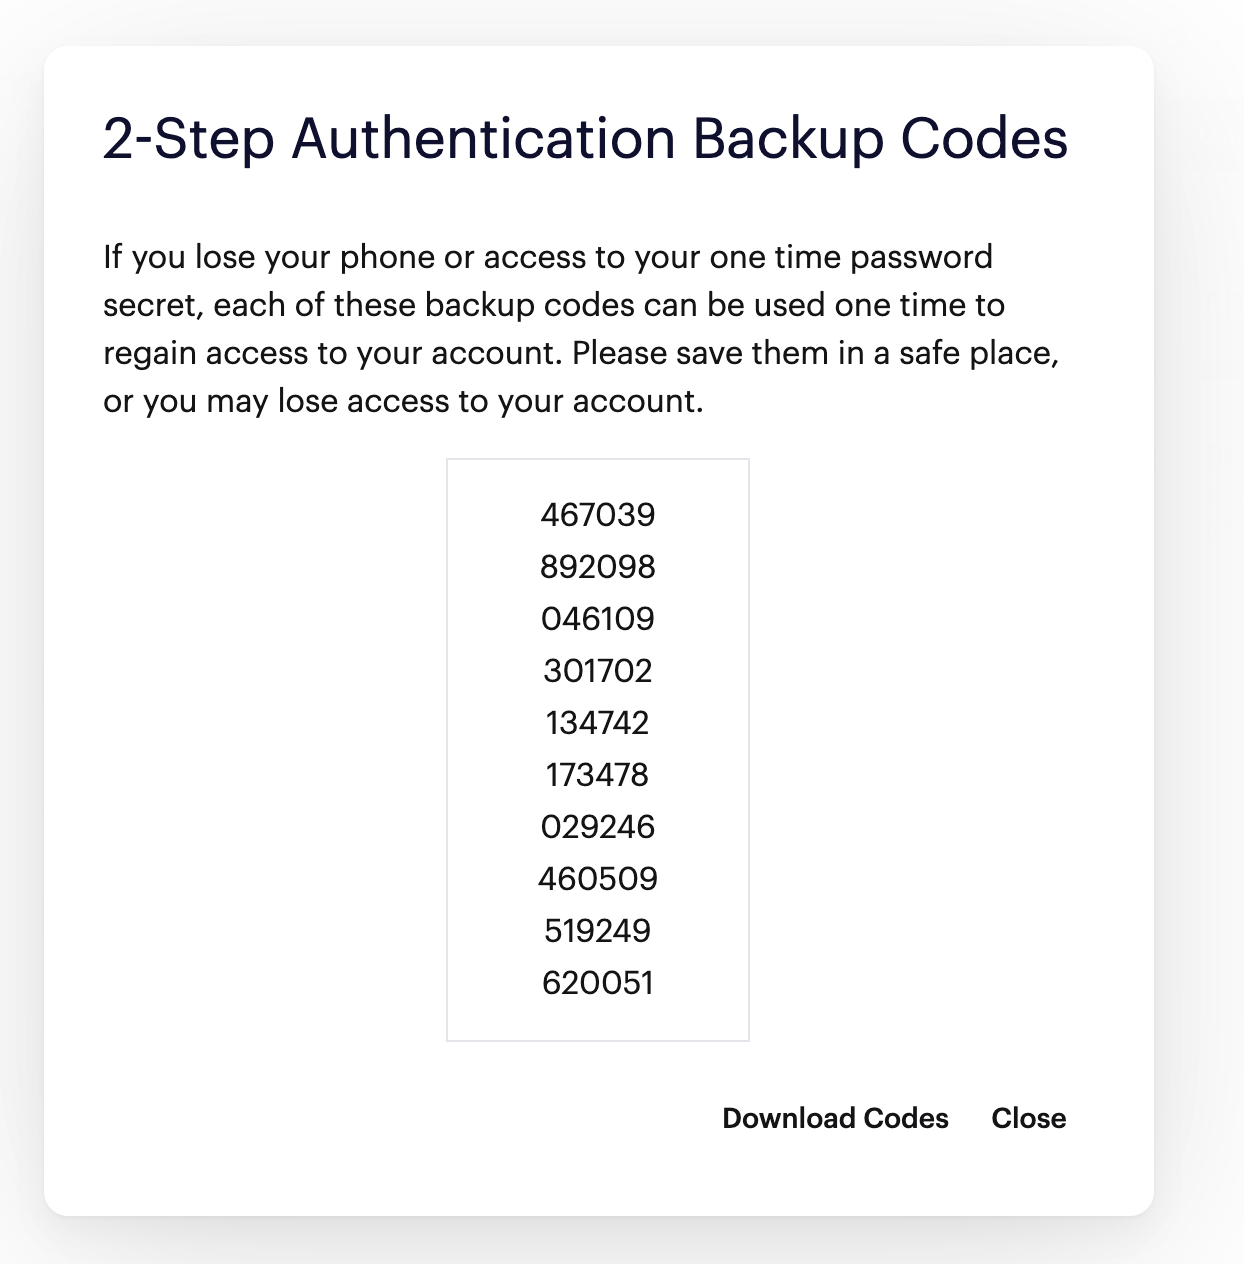 2-Step Authentication Backup Codes
If you lose your phone or access to your one time password
secret, each of these backup codes can be used one time to
regain access to your account. Please save them in a safe place,
or you may lose access to your account.
467039
892098
046109
301702
134742
173478
029246
460509
519249
620051
Download Codes Close